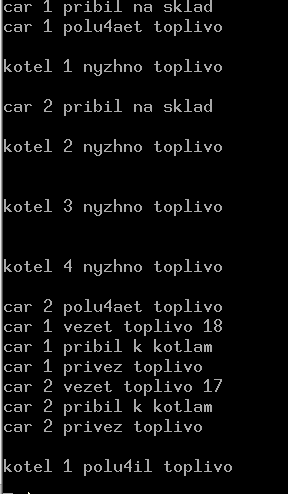 car 1 pribil na sklad
car 1 polu4aet toplivo
kotel 1 nyzhno toplivo
car 2 pribil na sklad
kotel 2 nyzhno toplivo
kotel 3 nyzhno toplivo
kotel 4 nyzhno toplivo
car 2 polu4aet toplivo
car 1 vezet toplivo 18
car 1 pribil k kotlam
car 1 privez toplivo
car 2 vezet toplivo 17
car 2 pribil k kotlam
car 2 privez toplivo
kotel 1 polu4il toplivo